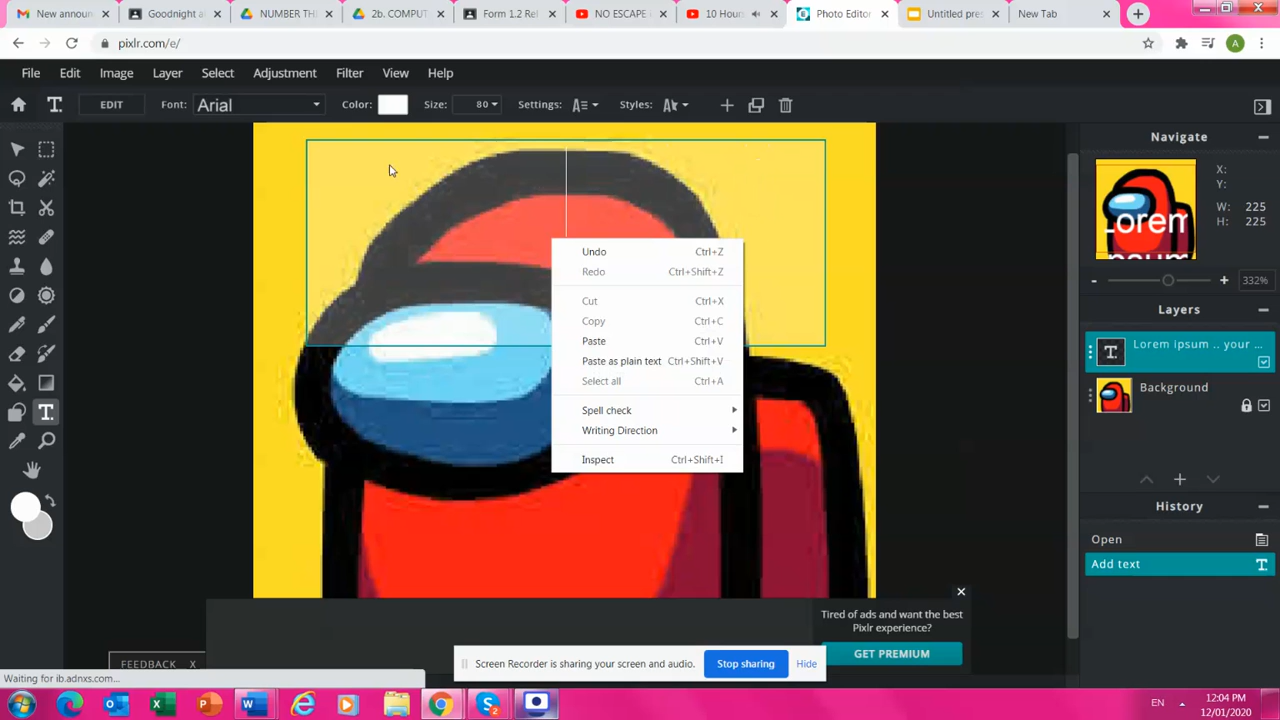 New announ
Goodnight a
NUMBER THI
2b. COMPUT
Form 1.2 Rel
NO ESCAPE
10 Hours
Photo Editor
Untitled pres
New Tab
pixlr.com/e/
A
File Edit Image Layer Select Adjustment Filter View Help
EDIT Font: Arial Color: Size: 80 Settings: Styles:
Navigate
X:
Y:
W: 225
H: 225
Lorem
ipsum
332%
Undo Ctrl+Z
Redo Ctrl+Shift+Z
Cut Ctrl+X
Copy Ctrl+C
Paste Ctrl+V
Paste as plain text Ctrl+Shift+V
Select all Ctrl+A
Spell check
Writing Direction
Inspect Ctrl+Shift+I
Layers
T Lorem ipsum .. your ...
Background
History
Open
Add text
Tired of ads and want the best
Pixlr experience?
GET PREMIUM
FEEDBACK X
Screen Recorder is sharing your screen and audio. Stop sharing Hide
Waiting for ib.adnxs.com...
EN
12:04 PM
12/01/2020